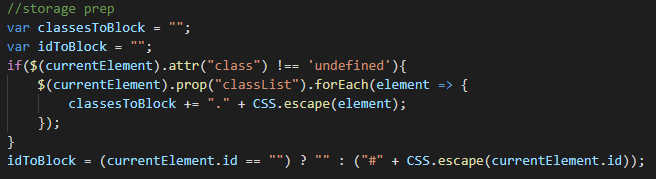 //storage prep
var classesToBlock = "";
var idToBlock = "";
if($(currentElement).attr("class") !== 'undefined'){
    $(currentElement).prop("classList").forEach(element => {
        classesToBlock += "." + CSS.escape(element);
    });
}
idToBlock = (currentElement.id == "") ? "" : ("#" + CSS.escape(currentElement.id));